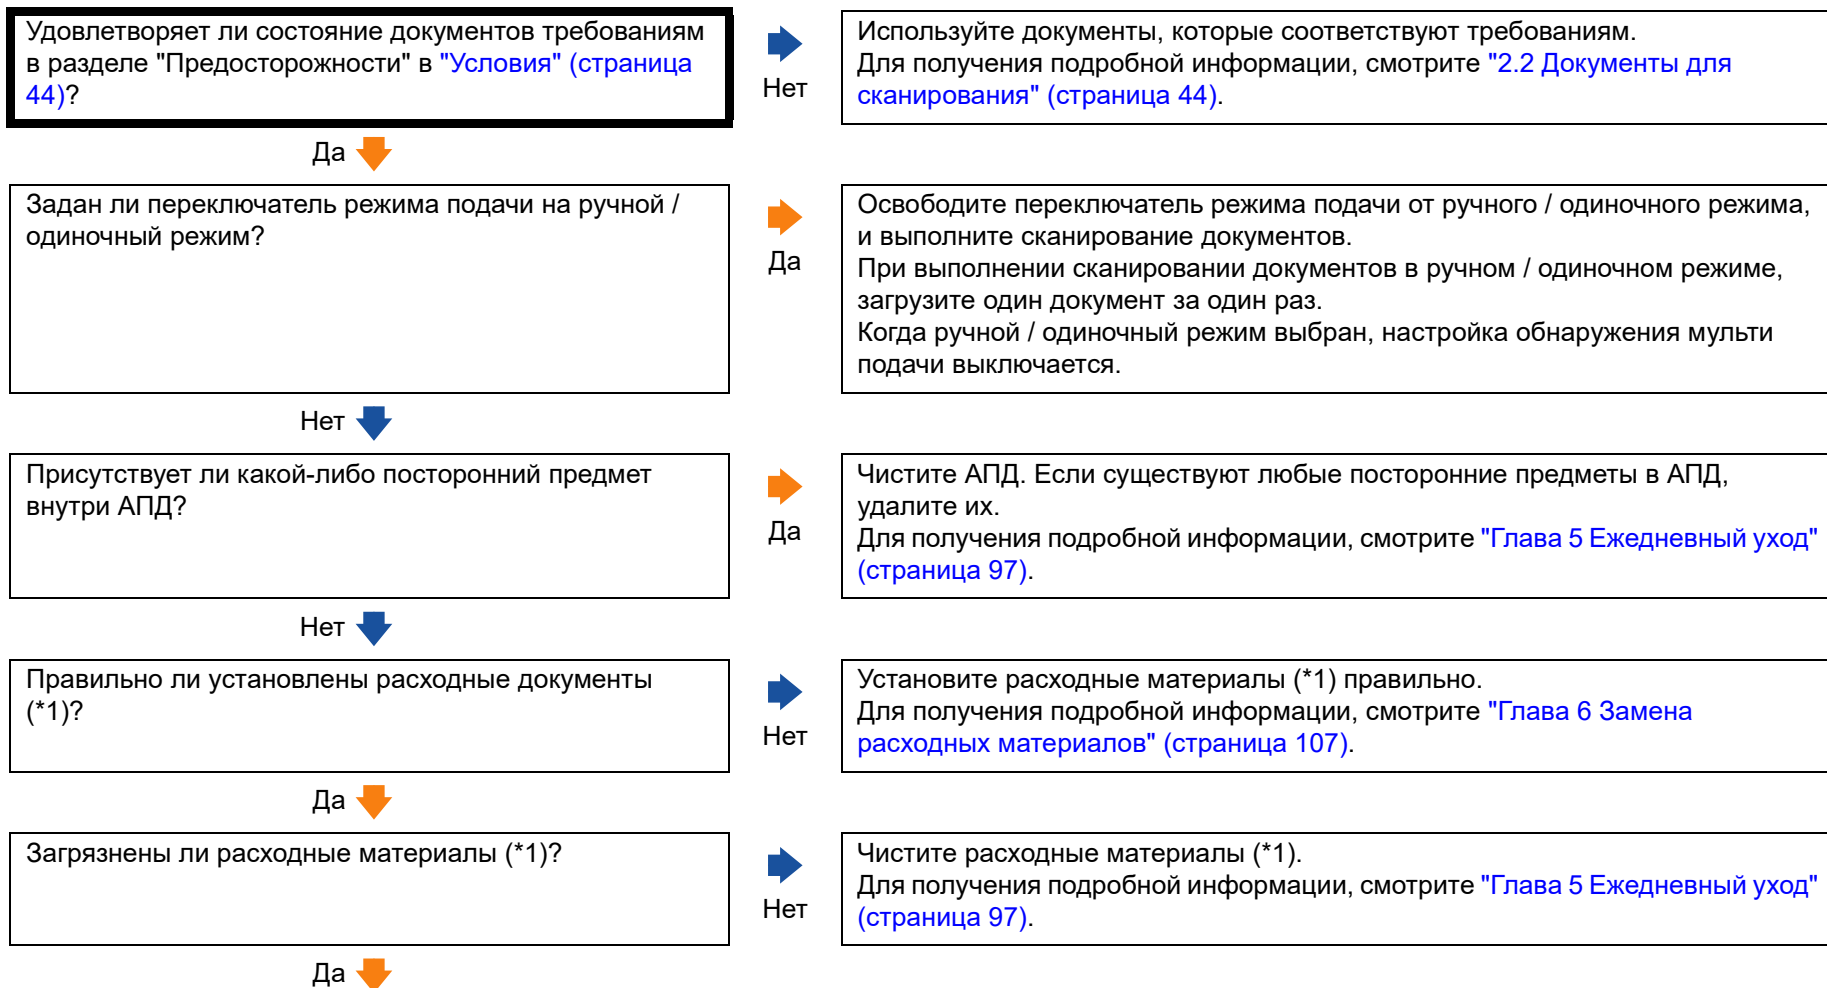 Удовлетворяет ли состояние документов требованиям
в разделе "Предосторожности" в "Условия" (страница
44)?
Нет
Используйте документы, которые соответствуют требованиям.
Для получения подробной информации, смотрите "2.2 Документы для
сканирования" (страница 44).
Да
Задан ли переключатель режима подачи на ручной /
одиночный режим?
Да
Освободите переключатель режима подачи от ручного / одиночного режима,
и выполните сканирование документов.
При выполнении сканировании документов в ручном / одиночном режиме,
загрузите один документ за один раз.
Когда ручной / одиночный режим выбран, настройка обнаружения мульти
подачи выключается.
Нет
Присутствует ли какой-либо посторонний предмет
внутри АПД?
Да
Чистите АПД. Если существуют любые посторонние предметы в АПД,
удалите их.
Для получения подробной информации, смотрите "Глава 5 Ежедневный уход"
(страница 97).
Нет
Правильно ли установлены расходные документы
(*1)?
Нет
Установите расходные материалы (*1) правильно.
Для получения подробной информации, смотрите "Глава 6 Замена
расходных материалов" (страница 107).
Да
Загрязнены ли расходные материалы (*1)?
Нет
Чистите расходные материалы (*1).
Для получения подробной информации, смотрите "Глава 5 Ежедневный уход"
(страница 97).
Да